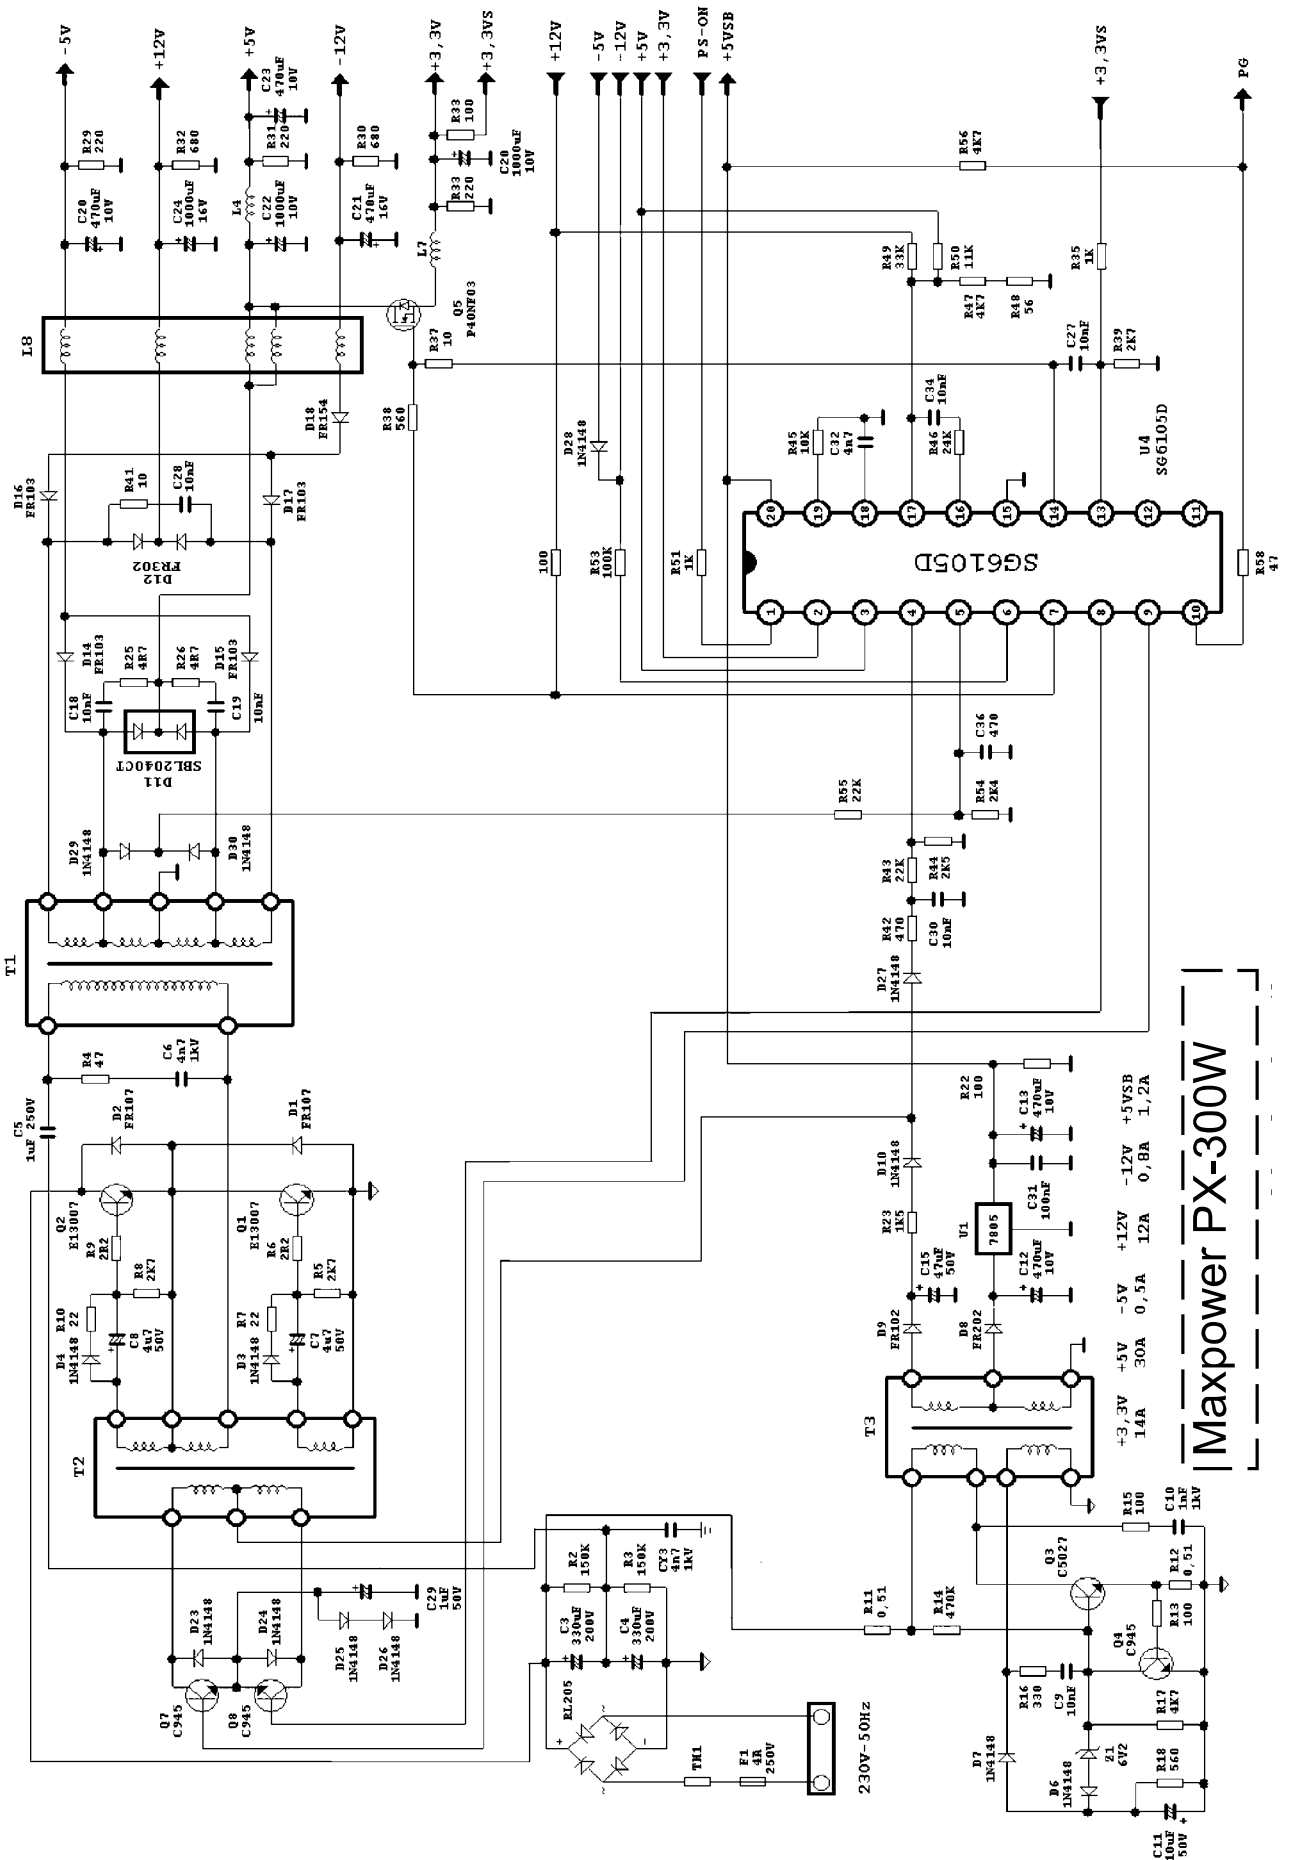 -5V
+12V
+5V
-12V
+3,3V
+3,3VS
+12V
-5V
-12V
+5V
+3,3V
PS-ON
+5VSB
+3,3VS
PG
R29
220
R32
680
C23
470uF
10V
R31
220
R30
680
R33
100
C20
1000uF
10V
R33
220
C20
470uF
10V
C24
1000uF
16V
L4
C22
1000uF
10V
C21
470uF
16V
L7
R56
4K7
R49
33K
R50
11K
R47
4K7
R48
56
R35
1K
L8
Q5
P40NF03
R37
10
C27
10nF
R39
2K7
D18
FR154
R38
560
D28
1N4148
R45
10K
C32
4n7
C34
10nF
R46
24K
U4
SG6105D
D16
FR103
R41
10
C28
10nF
D17
FR103
D12
FR302
100
R53
100K
R51
1K
20
19
18
17
16
15
14
13
12
11
SG6105D
R58
47
1
2
3
4
5
6
7
8
9
10
D14
FR103
R25
4R7
R26
4R7
D15
FR103
C18
10nF
C19
10nF
D11
SBL2040CT
C36
470
R55
22K
R54
2K4
D29
1N4148
D30
1N4148
R43
22K
R44
2K5
R42
470
C30
10nF
D27
1N4148
T1
R4
47
C6
4n7
1kV
C5
1uF 250V
D2
FR107
D1
FR107
R22
100
C13
470uF
10V
D10
1N4148
C31
100nF
Q2
E13007
Q1
E13007
R9
2R2
R6
2R2
R8
2K7
R5
2K7
R23
1K5
U1
7805
C15
47uF
50V
C12
470uF
10V
R10
22
R7
22
D4
1N4148
C8
4u7
50V
D3
1N4148
C7
4u7
50V
D9
FR102
D8
FR202
T2
T3
+3,3V
14A
+5V
30A
-5V
0,5A
+12V
12A
-12V
0,8A
+5VSB
1,2A
Maxpower PX-300W
R2
150K
R3
150K
CY3
4n7
1kV
R15
100
C10
1nF
1kV
Q3
C5027
R12
0,51
R13
100
D23
1N4148
D24
1N4148
C29
1uF
50V
D25
1N4148
D26
1N4148
C3
330uF
200V
C4
330uF
200V
R11
0,51
R14
470K
Q4
C945
Q7
C945
Q8
C945
RL205
+
-
~
~
R16
330
C9
10nF
R17
4K7
TH1
F1
4A
250V
230V-50Hz
D7
1N4148
Z1
6V2
D6
1N4148
R18
560
C11
10uF
50V